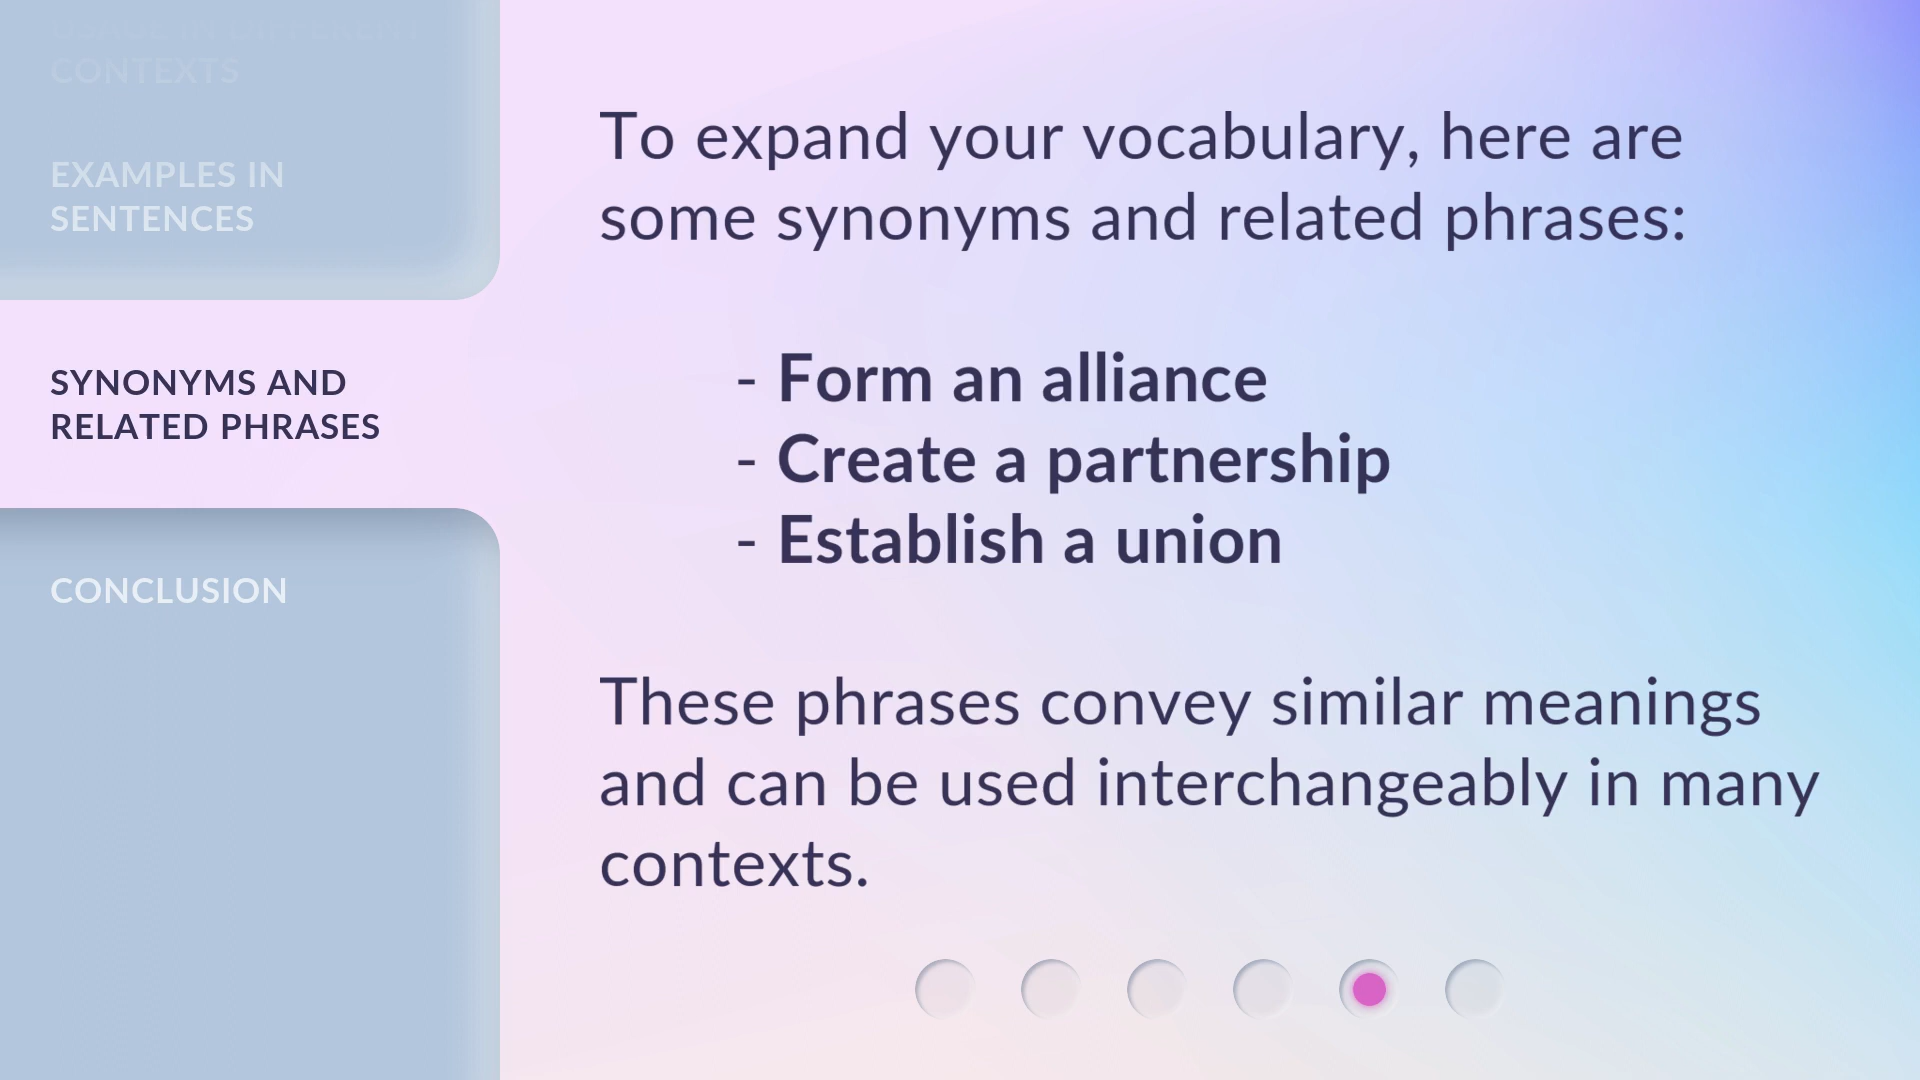 CONTEXTS
EXAMPLES IN
SENTENCES
SYNONYMS AND
RELATED PHRASES
CONCLUSION
To expand your vocabulary, here are
some synonyms and related phrases:
- Form an alliance
- Create a partnership
- Establish a union
These phrases convey similar meanings
and can be used interchangeably in many
contexts.